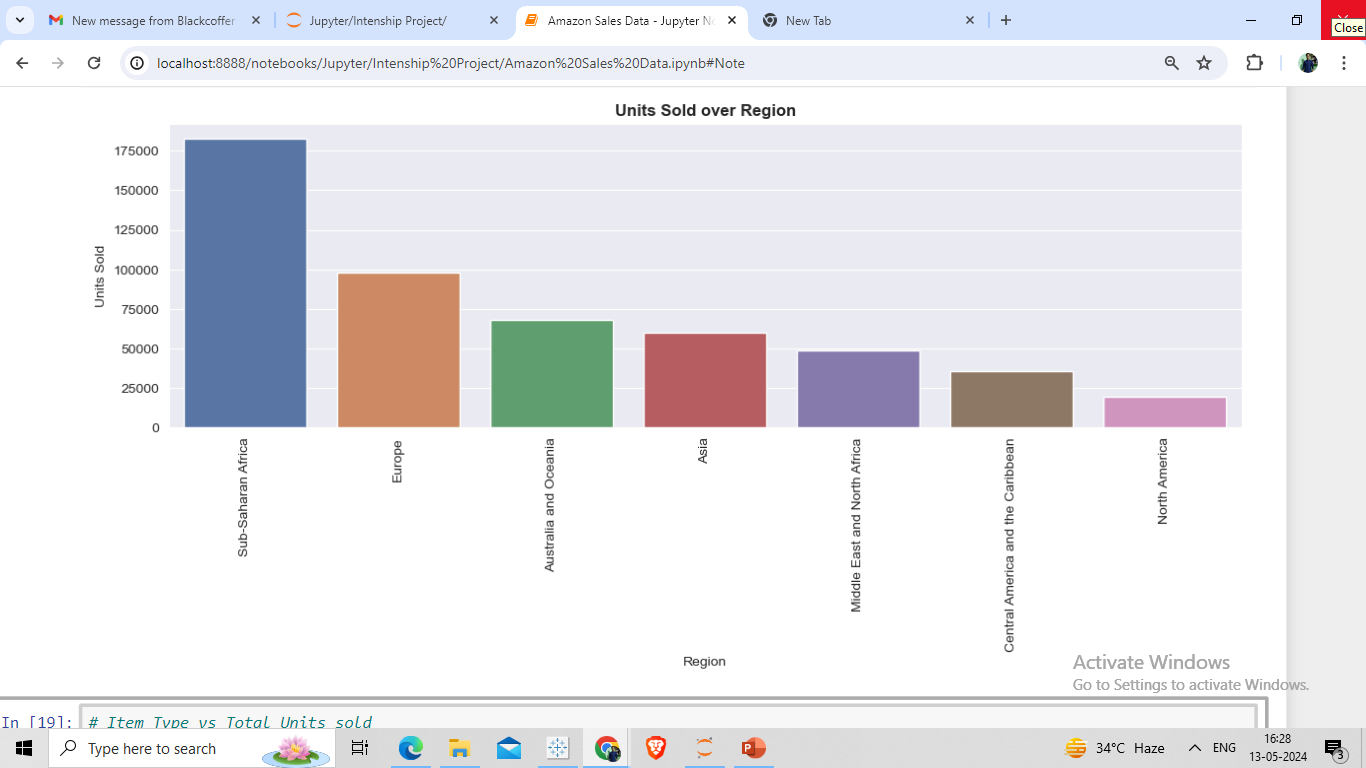 New message from Blackcoffer
Jupyter/Intenship Project/
Amazon Sales Data - Jupyter No
New Tab
Close
localhost:8888/notebooks/Jupyter/Intenship%20Project/Amazon%20Sales%20Data.ipynb#Note
Units Sold over Region
Units Sold
175000
150000
125000
100000
75000
50000
25000
0
Sub-Saharan Africa
Europe
Australia and Oceania
Asia
Middle East and North Africa
Central America and the Caribbean
North America
Region
Activate Windows
Go to Settings to activate Windows.
In [19]: # Item Type vs Total Units sold
Type here to search
34°C Haze
ENG
16:28
13-05-2024
3